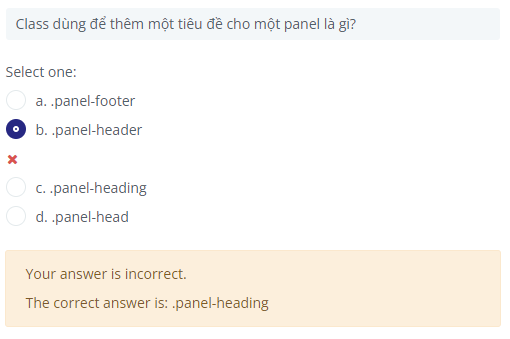 Class dùng để thêm một tiêu đề cho một panel là gì?
Select one:
a. .panel-footer
b. .panel-header
c. .panel-heading
d. .panel-head
Your answer is incorrect.
The correct answer is: .panel-heading